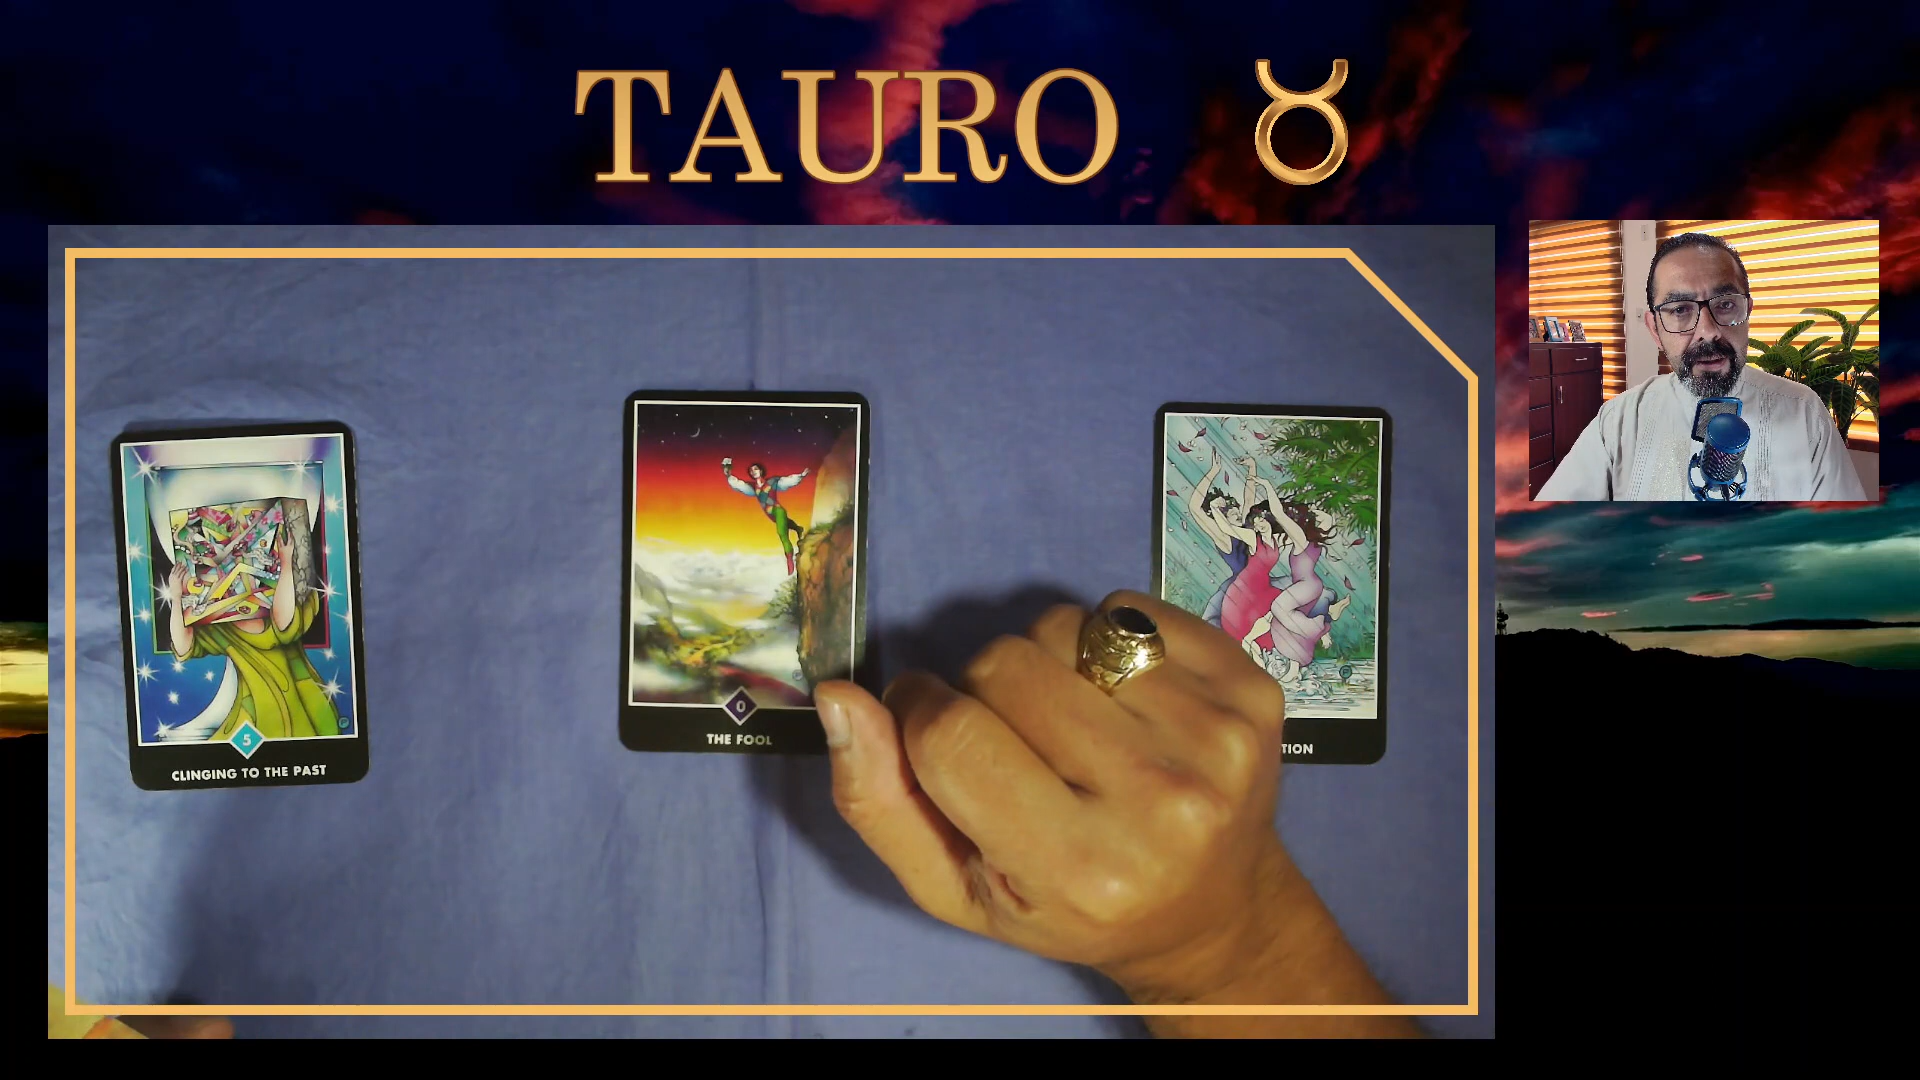 TAURO
5
CLINGING TO THE PAST
0
THE FOOL
TION